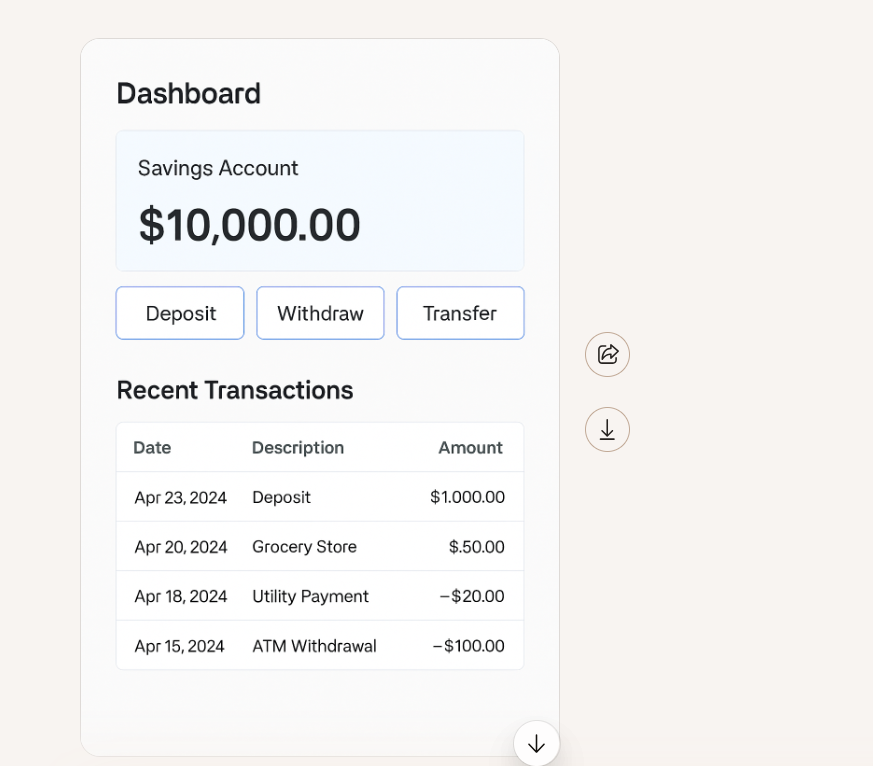 Dashboard
Savings Account
$10,000.00
Deposit Withdraw Transfer
Recent Transactions
Date Description Amount
Apr 23, 2024 Deposit $1.000.00
Apr 20, 2024 Grocery Store $.50.00
Apr 18, 2024 Utility Payment –$20.00
Apr 15, 2024 ATM Withdrawal –$100.00